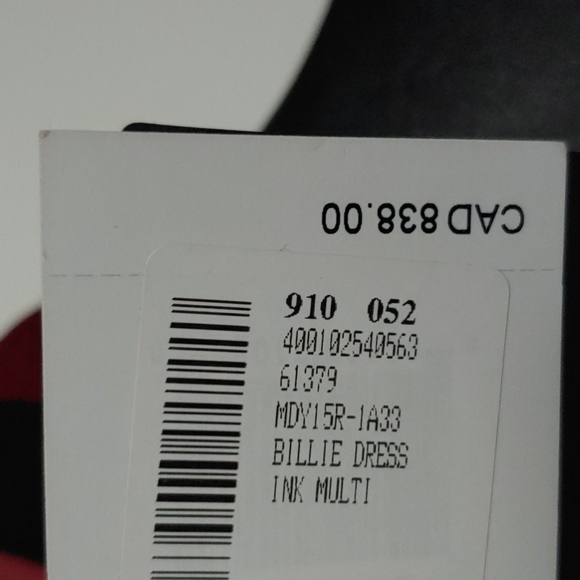 CAD 838.00
910 052
400102540563
61379
MDY15R-1A33
BILLIE DRESS
INK MULTI